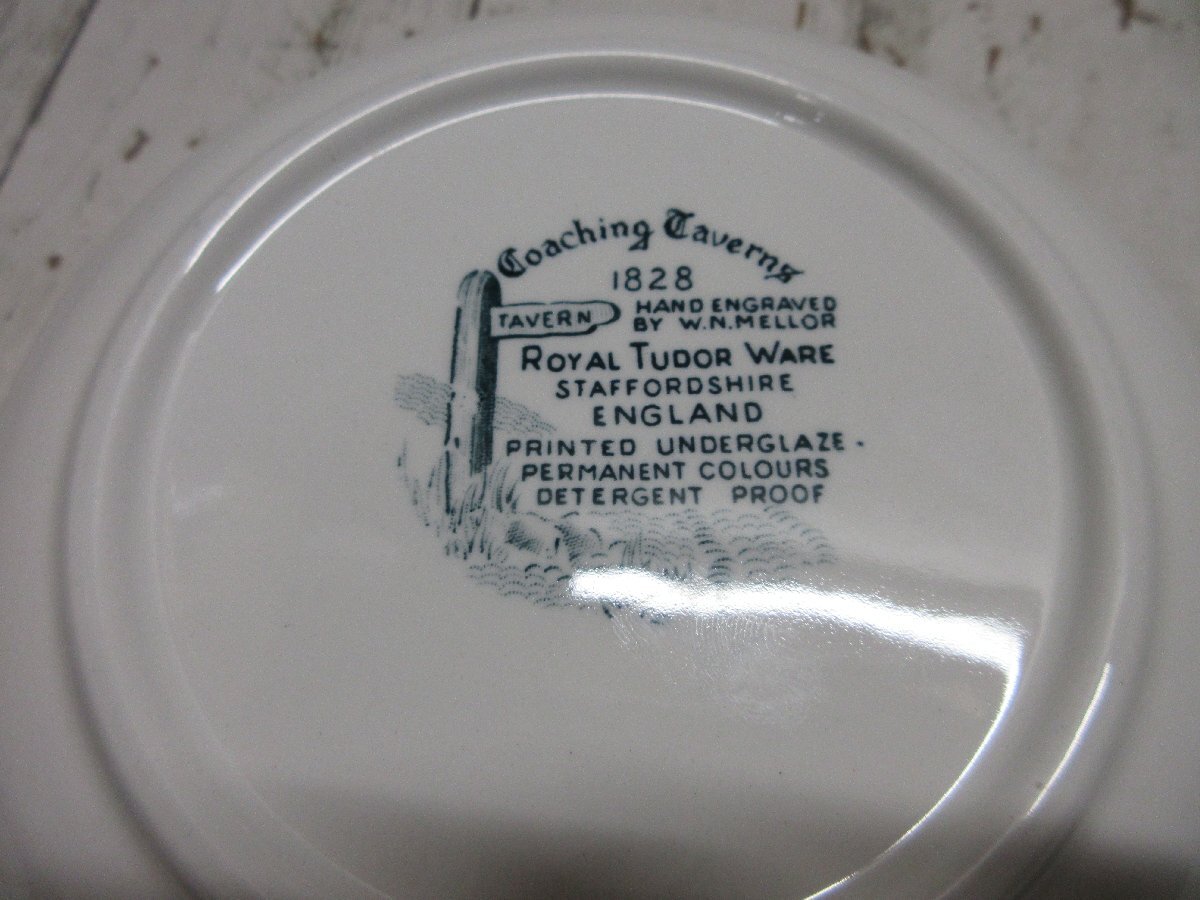 Coaching Taverns
1828
TAVERN
HAND ENGRAVED
BY W.N.MELLOR
ROYAL TUDOR WARE
STAFFORDSHIRE
ENGLAND
PRINTED UNDERGLAZE-
PERMANENT COLOURS
DETERGENT PROOF